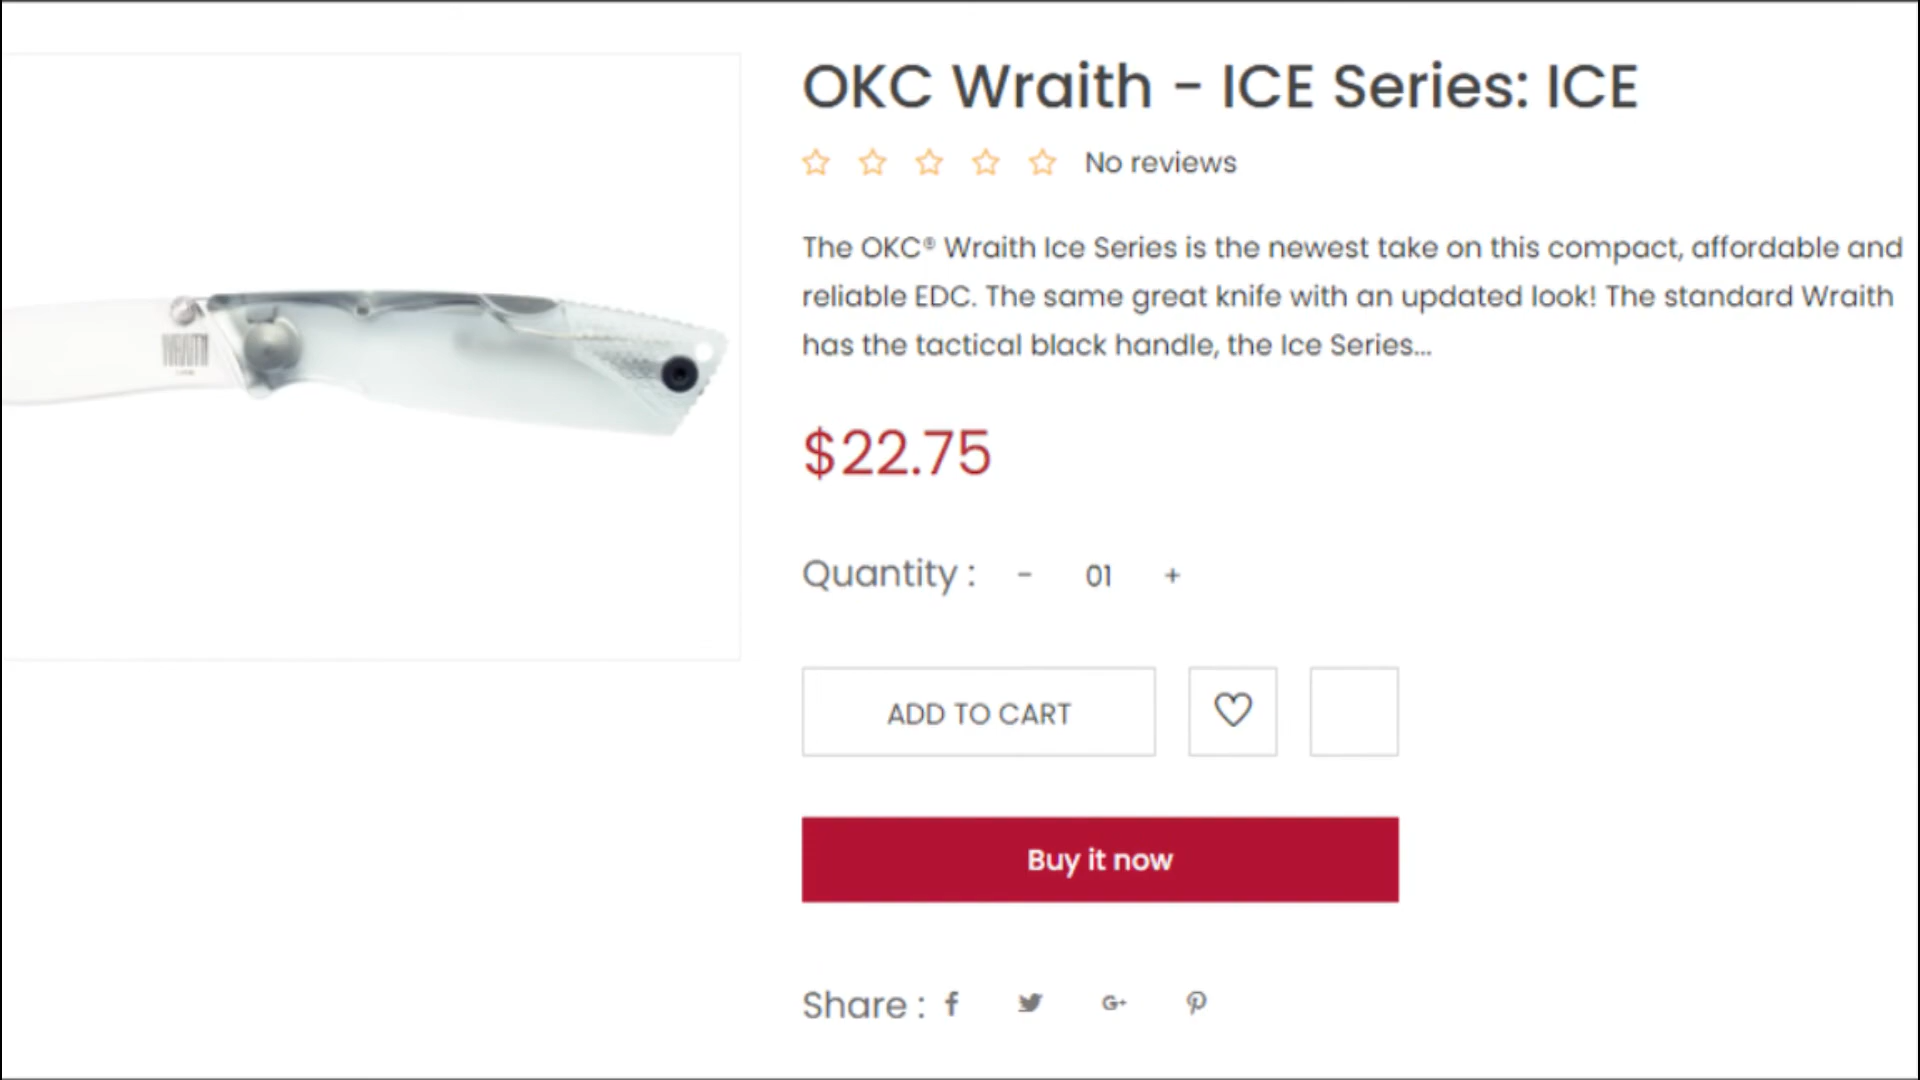 OKC Wraith - ICE Series: ICE
No reviews
The OKC® Wraith Ice Series is the newest take on this compact, affordable and
reliable EDC. The same great knife with an updated look! The standard Wraith
has the tactical black handle, the Ice Series...
$22.75
Quantity : - 01 +
ADD TO CART
Buy it now
Share : f G+
WRAITH